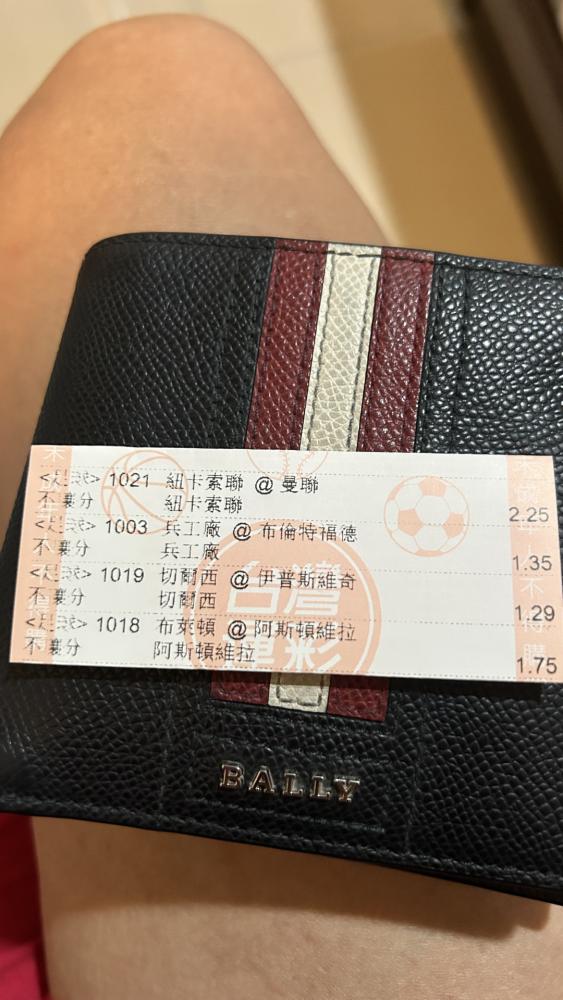 <足球> 1021 紐卡索聯 @ 曼聯
不讓分 紐卡索聯 2.25
<足球> 1003 兵工廠 @ 布倫特福德
不讓分 兵工廠 1.35
<足球> 1019 切爾西 @ 伊普斯維奇
不讓分 切爾西 1.29
<足球> 1018 布萊頓 @ 阿斯頓維拉
不讓分 阿斯頓維拉 1.75
台灣
運彩
BALLY